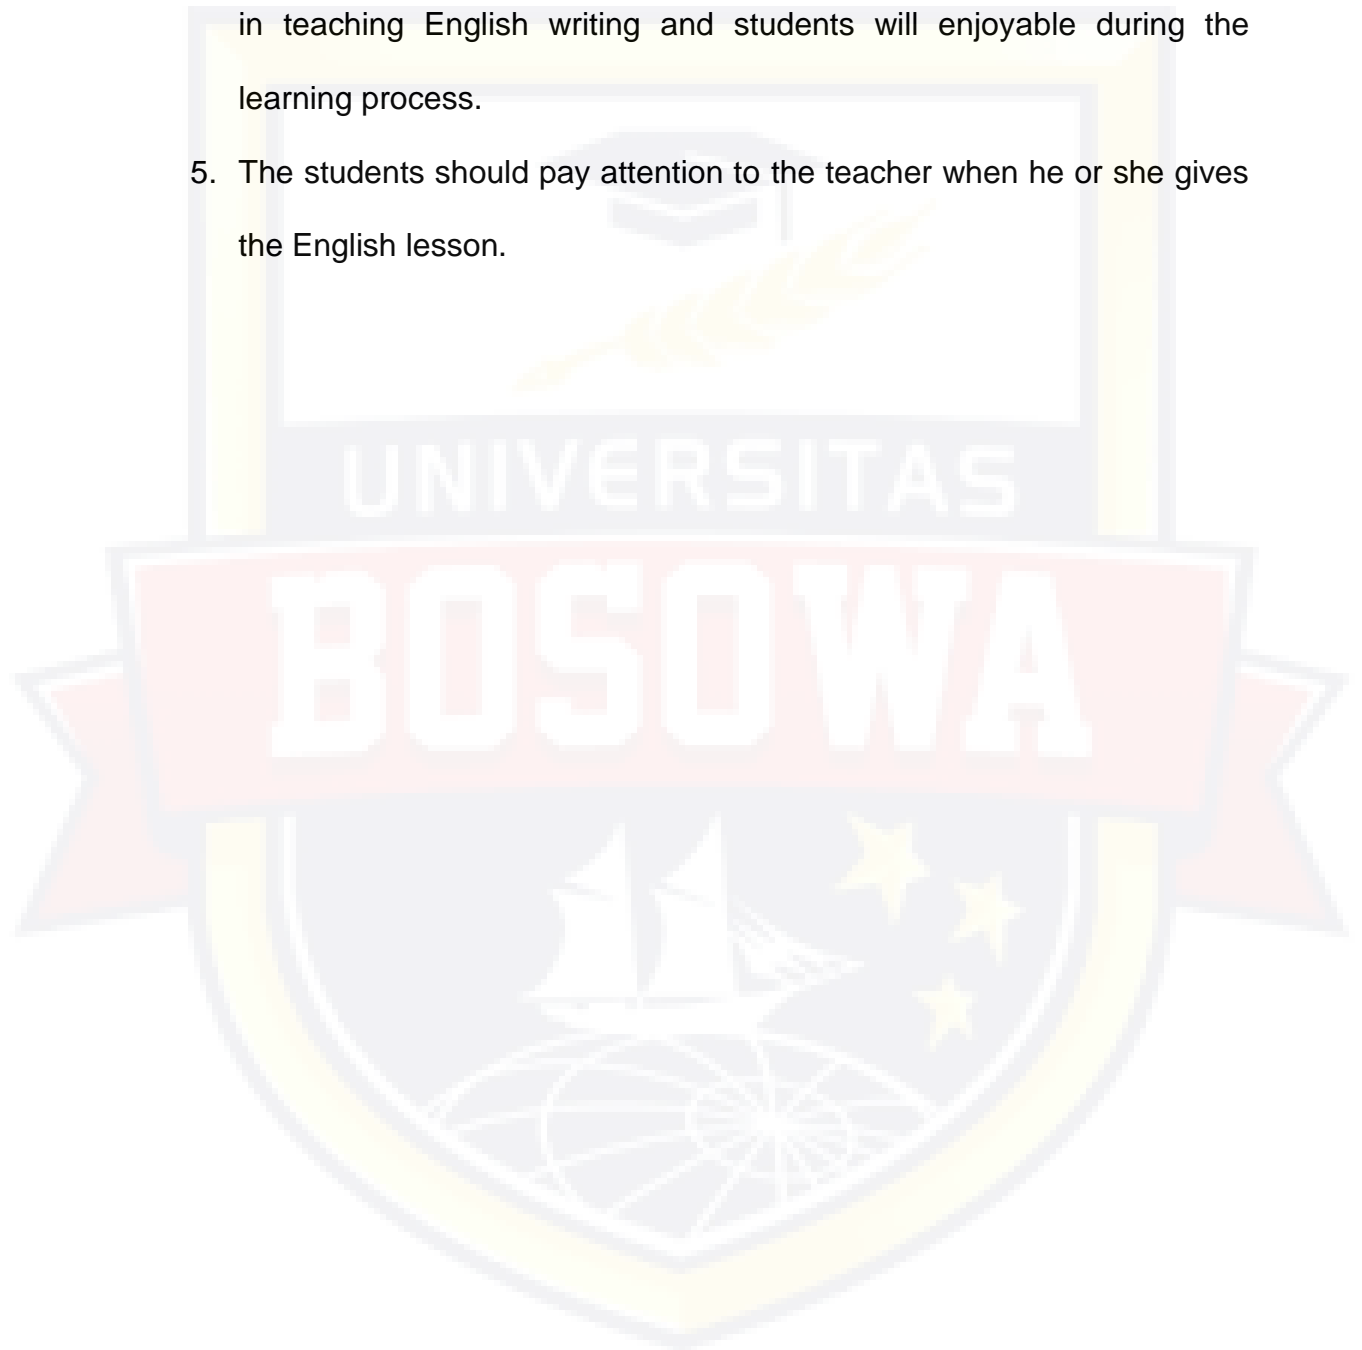 in teaching English writing and students will enjoyable during the
learning process.
5. The students should pay attention to the teacher when he or she gives
the English lesson.
UNIVERSITAS
BOSOWA